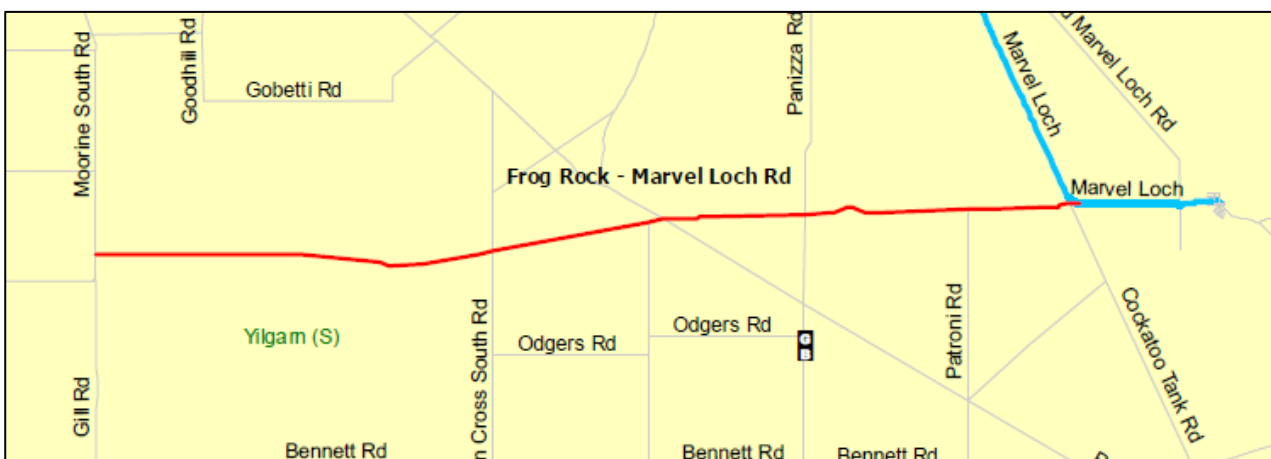 Moorine South Rd
Goodhill Rd
Gobetti Rd
Panizza Rd
Marvel Loch
Marvel Loch Rd
Frog Rock - Marvel Loch Rd
Marvel Loch
Yilgarn (S)
Odgers Rd
Odgers Rd
G
B
Patroni Rd
Cockatoo Tank Rd
Cross South Rd
Gill Rd
Bennett Rd
Bennett Rd
Bennett Rd